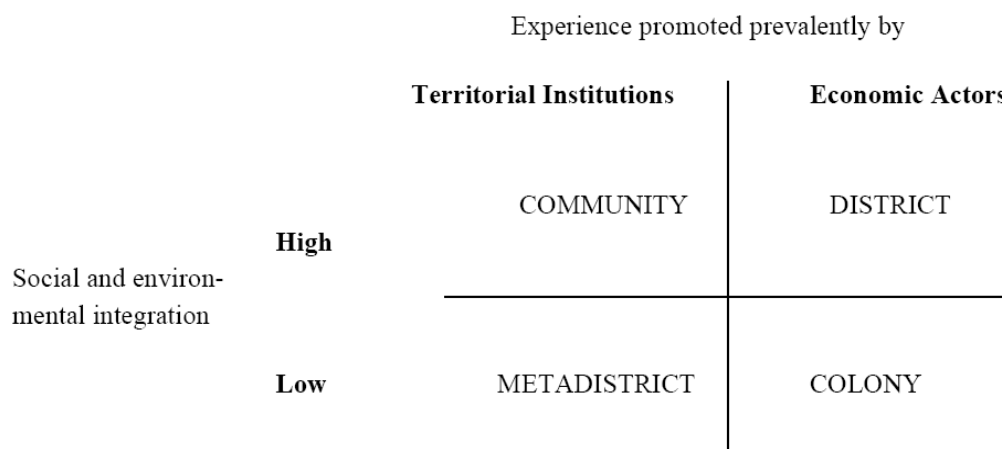 Experience promoted prevalently by
Territorial Institutions Economic Actors
COMMUNITY DISTRICT
High
Social and environ-
mental integration
Low METADISTRICT COLONY